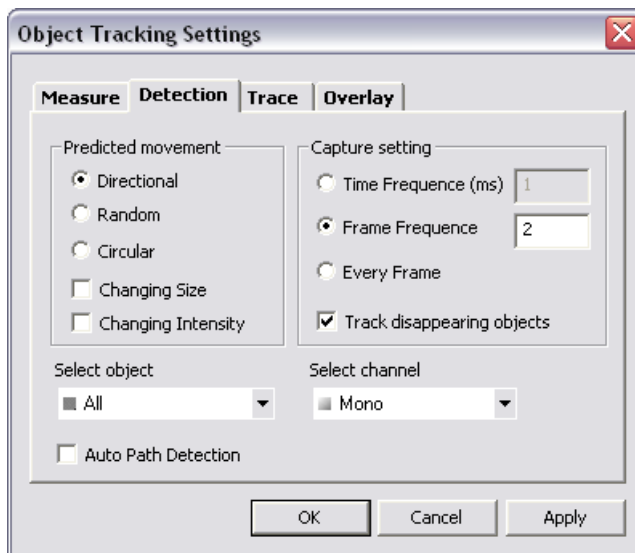 Object Tracking Settings
Measure Detection Trace Overlay
Predicted movement
Directional
Random
Circular
Changing Size
Changing Intensity
Capture setting
Time Frequence (ms) 1
Frame Frequence 2
Every Frame
Track disappearing objects
Select object
All
Select channel
Mono
Auto Path Detection
OK Cancel Apply